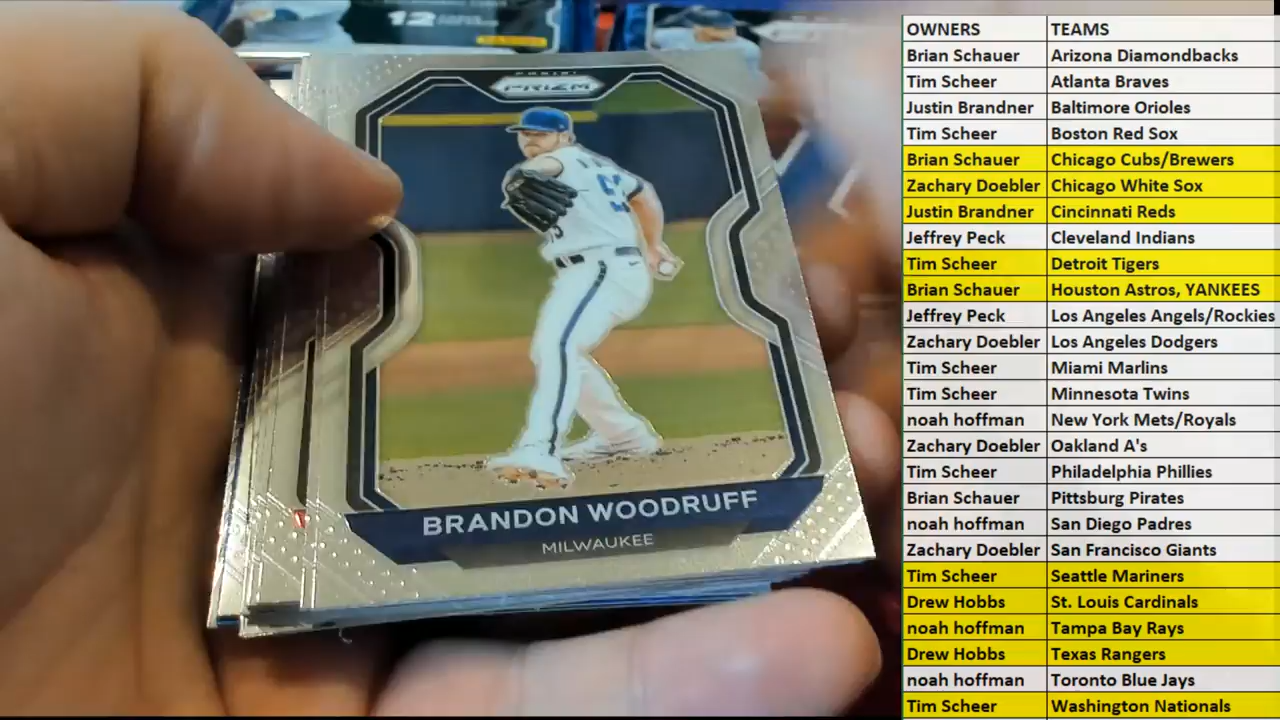 12
PANINI
PRIZM
BRANDON WOODRUFF
MILWAUKEE
OWNERS TEAMS
Brian Schauer Arizona Diamondbacks
Tim Scheer Atlanta Braves
Justin Brandner Baltimore Orioles
Tim Scheer Boston Red Sox
Brian Schauer Chicago Cubs/Brewers
Zachary Doebler Chicago White Sox
Justin Brandner Cincinnati Reds
Jeffrey Peck Cleveland Indians
Tim Scheer Detroit Tigers
Brian Schauer Houston Astros, YANKEES
Jeffrey Peck Los Angeles Angels/Rockies
Zachary Doebler Los Angeles Dodgers
Tim Scheer Miami Marlins
Tim Scheer Minnesota Twins
noah hoffman New York Mets/Royals
Zachary Doebler Oakland A's
Tim Scheer Philadelphia Phillies
Brian Schauer Pittsburg Pirates
noah hoffman San Diego Padres
Zachary Doebler San Francisco Giants
Tim Scheer Seattle Mariners
Drew Hobbs St. Louis Cardinals
noah hoffman Tampa Bay Rays
Drew Hobbs Texas Rangers
noah hoffman Toronto Blue Jays
Tim Scheer Washington Nationals